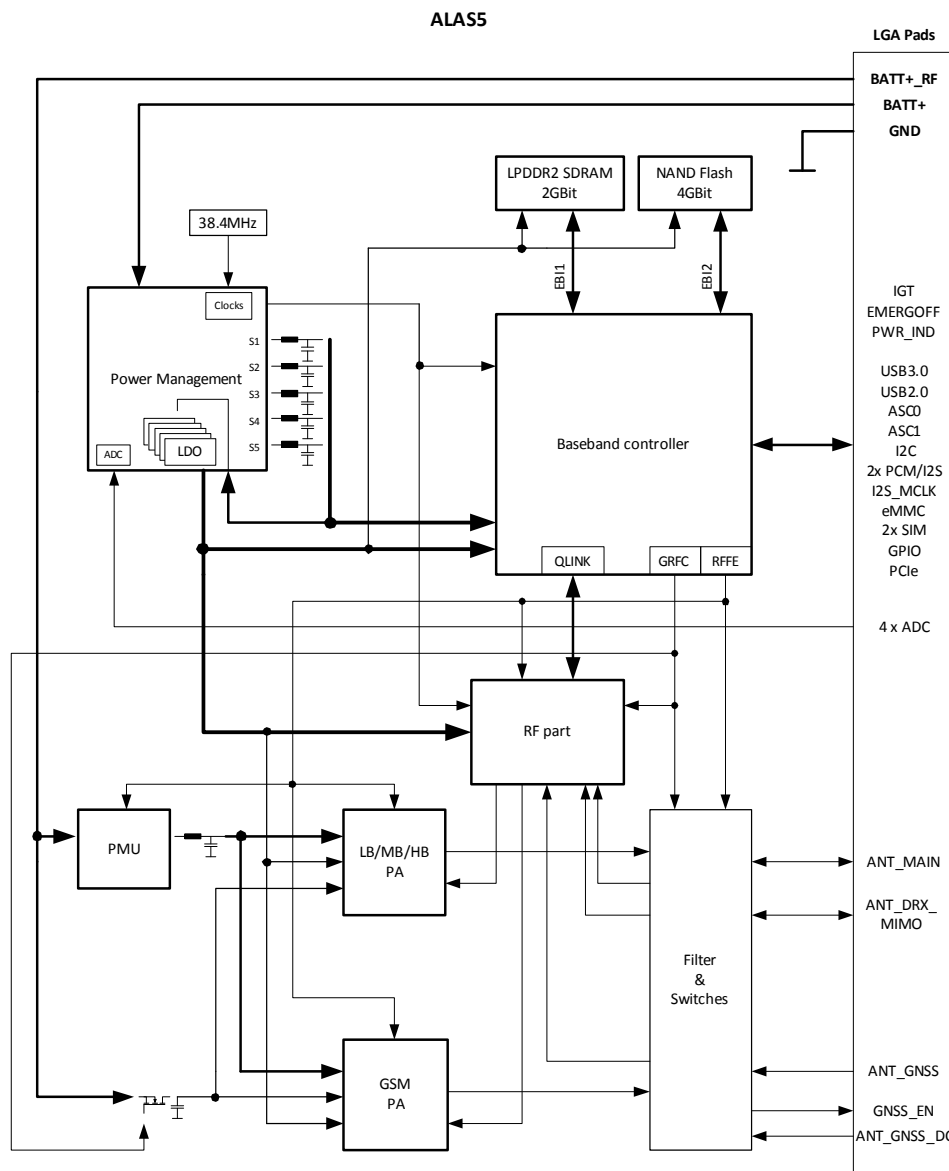 ALAS5
LGA Pads
BATT+_RF
BATT+
GND
LPDDR2 SDRAM
2GBit
NAND Flash
4GBit
38.4MHz
EBI1
EBI2
Clocks
S1
S2
S3
S4
S5
Power Management
LDO
ADC
Baseband controller
QLINK
GRFC
RFFE
IGT
EMERGOFF
PWR_IND
USB3.0
USB2.0
ASC0
ASC1
I2C
2x PCM/I2S
I2S_MCLK
eMMC
2x SIM
GPIO
PCIe
4 x ADC
RF part
PMU
LB/MB/HB
PA
GSM
PA
Filter
&
Switches
ANT_MAIN
ANT_DRX_
MIMO
ANT_GNSS
GNSS_EN
ANT_GNSS_DC